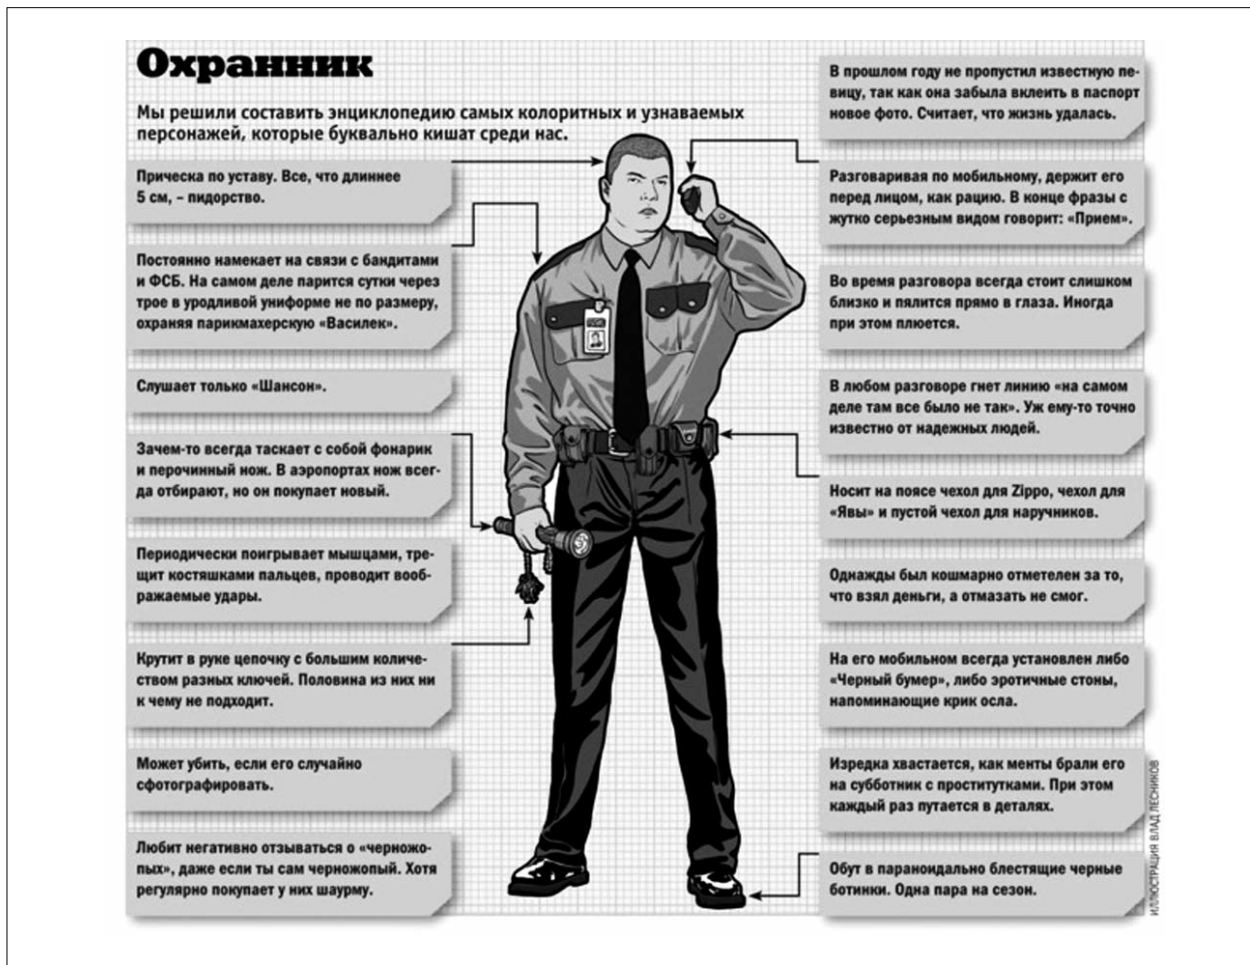 Охранник
Мы решили составить энциклопедию самых колоритных и узнаваемых
персонажей, которые буквально кишат среди нас.
Прическа по уставу. Все, что длиннее
5 см, – пидорство.
Постоянно намекает на связи с бандитами
и ФСБ. На самом деле парится сутки через
трое в уродливой униформе не по размеру,
охраняя парикмахерскую «Василек».
Слушает только «Шансон».
Зачем-то всегда таскает с собой фонарик
и перочинный нож. В аэропортах нож всег-
да отбирают, но он покупает новый.
Периодически поигрывает мышцами, тре-
щит костяшками пальцев, проводит вооб-
ражаемые удары.
Крутит в руке цепочку с большим количе-
ством разных ключей. Половина из них ни
к чему не подходит.
Может убить, если его случайно
сфотографировать.
Любит негативно отзываться о «черножо-
пых», даже если ты сам черножопый. Хотя
регулярно покупает у них шаурму.
В прошлом году не пропустил известную пе-
вицу, так как она забыла вклеить в паспорт
новое фото. Считает, что жизнь удалась.
Разговаривая по мобильному, держит его
перед лицом, как рацию. В конце фразы с
жутко серьезным видом говорит: «Прием».
Во время разговора всегда стоит слишком
близко и пялится прямо в глаза. Иногда
при этом плюется.
В любом разговоре гнет линию «на самом
деле там все было не так». Уж ему-то точно
известно от надежных людей.
Носит на поясе чехол для Zippo, чехол для
«Явы» и пустой чехол для наручников.
Однажды был кошмарно отметелен за то,
что взял деньги, а отмазать не смог.
На его мобильном всегда установлен либо
«Черный бумер», либо эротичные стоны,
напоминающие крик осла.
Изредка хвастается, как менты брали его
на субботник с проститутками. При этом
каждый раз путается в деталях.
Обут в параноидально блестящие черные
ботинки. Одна пара на сезон.
ИЛЛЮСТРАЦИЯ ВЛАД ЛЕСНИКОВ